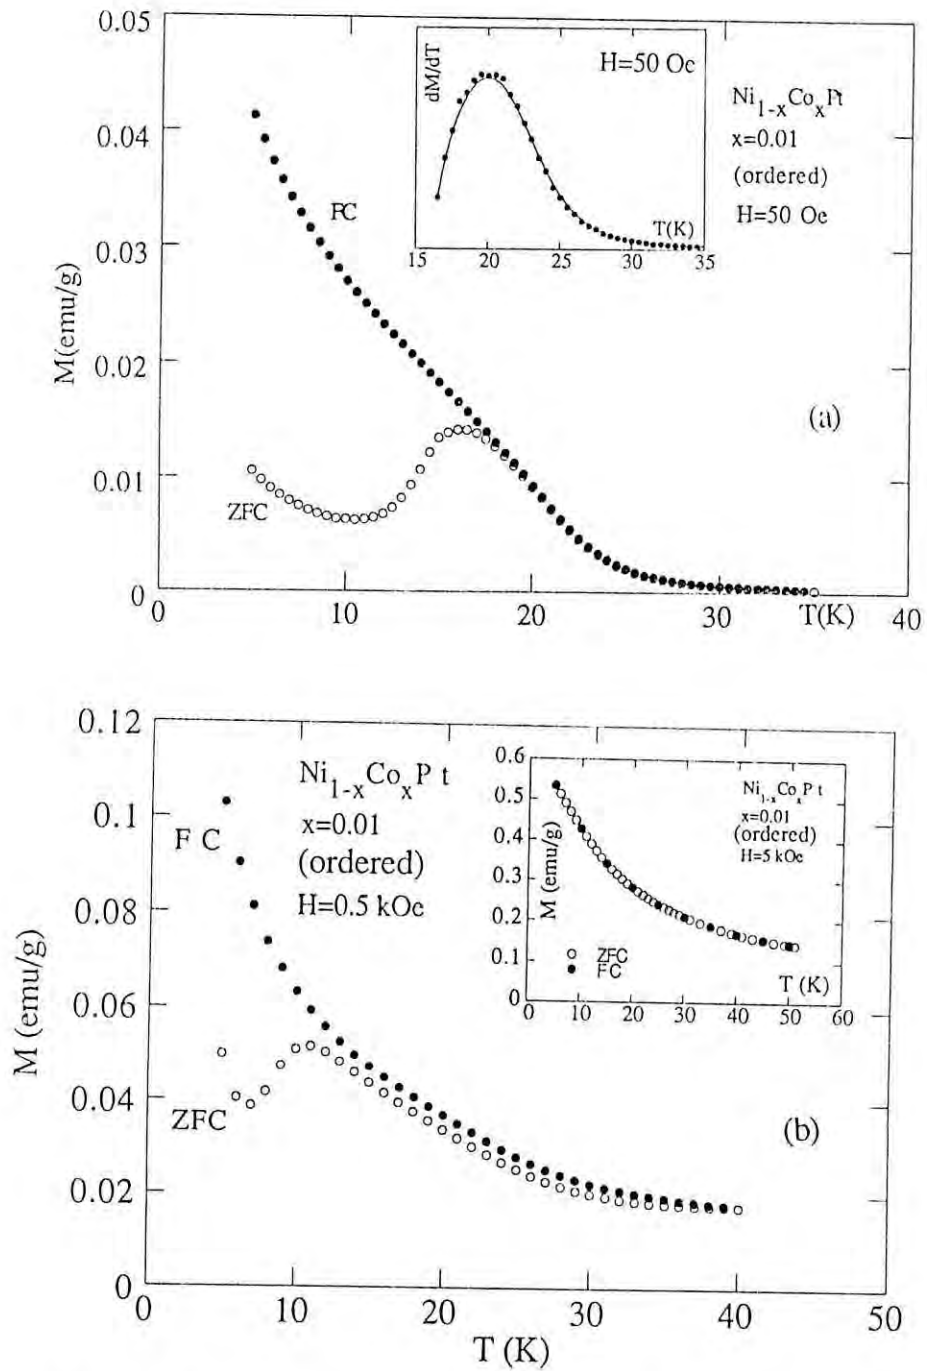 0.05
0.04
0.03
0.02
0.01
0
M(emu/g)
FC
ZFC
dM/dT
H=50 Oe
T(K)
15 20 25 30 35
Ni1-xCoxPt
x=0.01
(ordered)
H=50 Oe
(a)
0 10 20 30 T(K) 40
0.12
0.1
0.08
0.06
0.04
0.02
0
M (emu/g)
F C
ZFC
Ni1-xCoxP t
x=0.01
(ordered)
H=0.5 kOe
0.6
0.5
0.4
0.3
0.2
0.1
0
M (emu/g)
Ni1-xCoxP t
x=0.01
(ordered)
H=5 kOe
○ ZFC
● FC
T (K)
0 10 20 30 40 50 60
(b)
0 10 20 30 40 50
T (K)